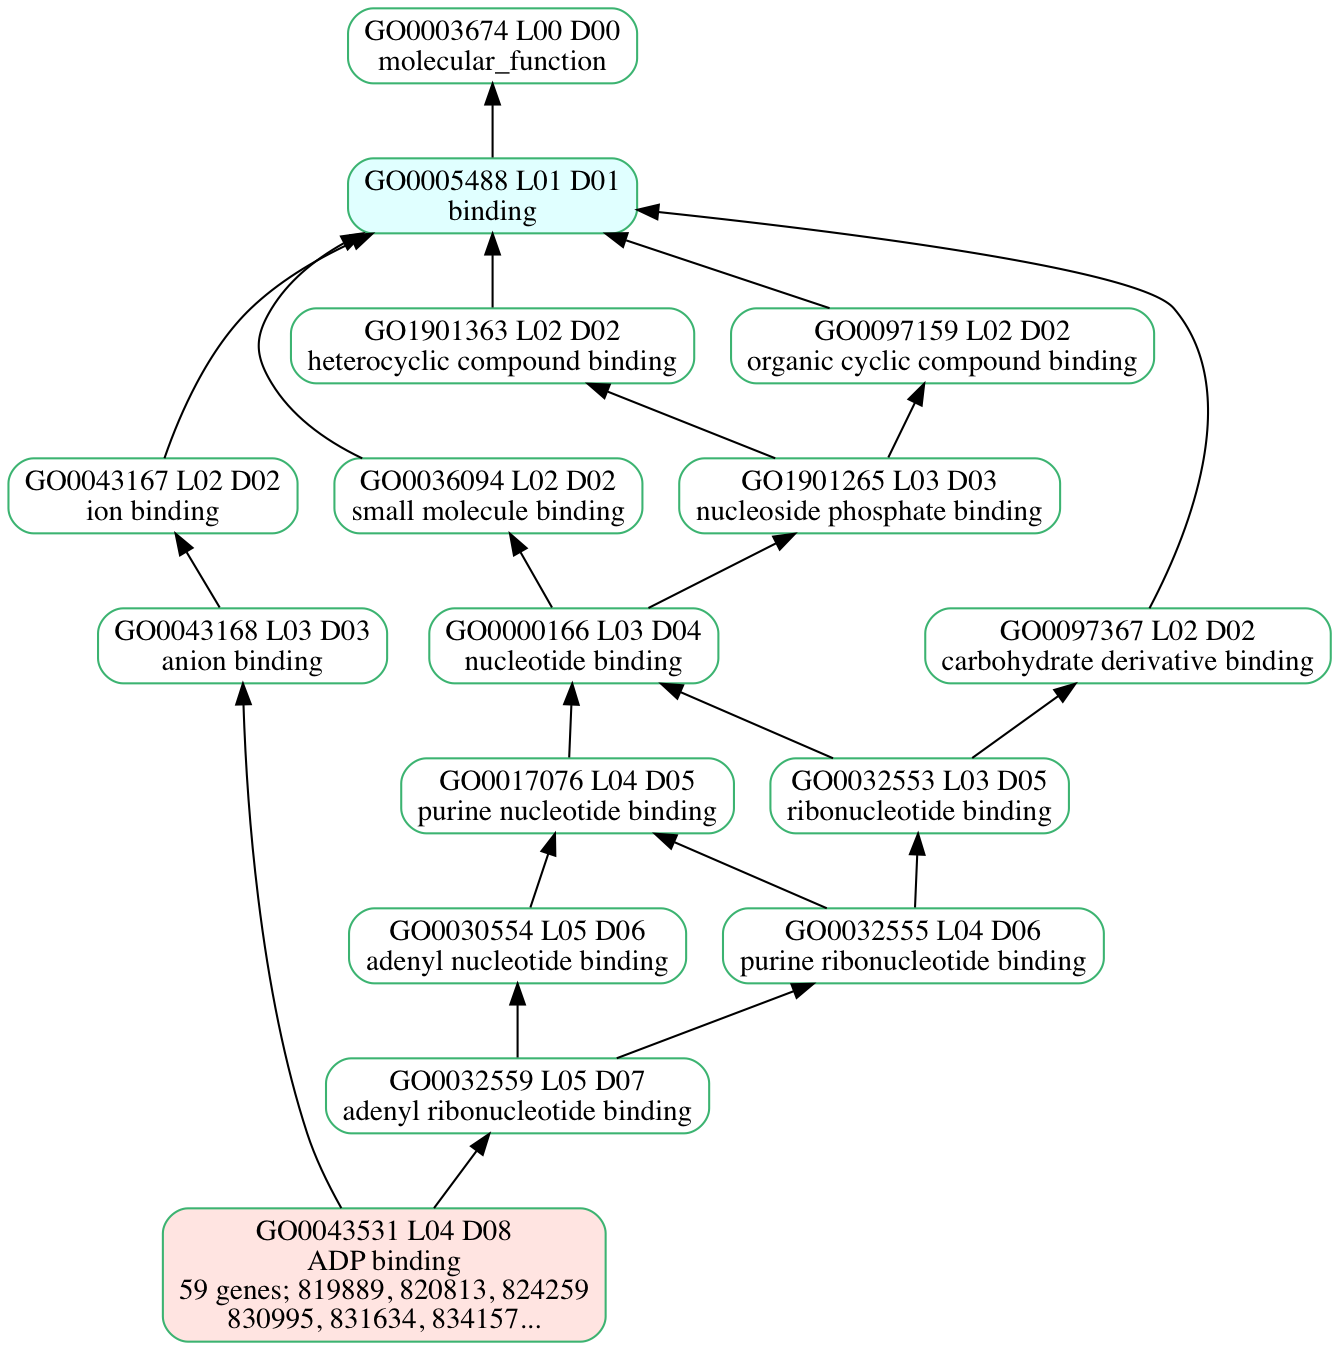 GO0003674 L00 D00
molecular_function
GO0005488 L01 D01
binding
GO1901363 L02 D02
heterocyclic compound binding
GO0097159 L02 D02
organic cyclic compound binding
GO0043167 L02 D02
ion binding
GO0036094 L02 D02
small molecule binding
GO1901265 L03 D03
nucleoside phosphate binding
GO0043168 L03 D03
anion binding
GO0000166 L03 D04
nucleotide binding
GO0097367 L02 D02
carbohydrate derivative binding
GO0017076 L04 D05
purine nucleotide binding
GO0032553 L03 D05
ribonucleotide binding
GO0030554 L05 D06
adenyl nucleotide binding
GO0032555 L04 D06
purine ribonucleotide binding
GO0032559 L05 D07
adenyl ribonucleotide binding
GO0043531 L04 D08
ADP binding
59 genes; 819889, 820813, 824259
830995, 831634, 834157...